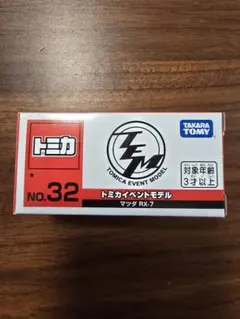 トミカ
TEM
TOMICA EVENT MODEL
TAKARA
TOMY
対象年齢
3才以上
NO.32
トミカイベントモデル
マツダ RX-7